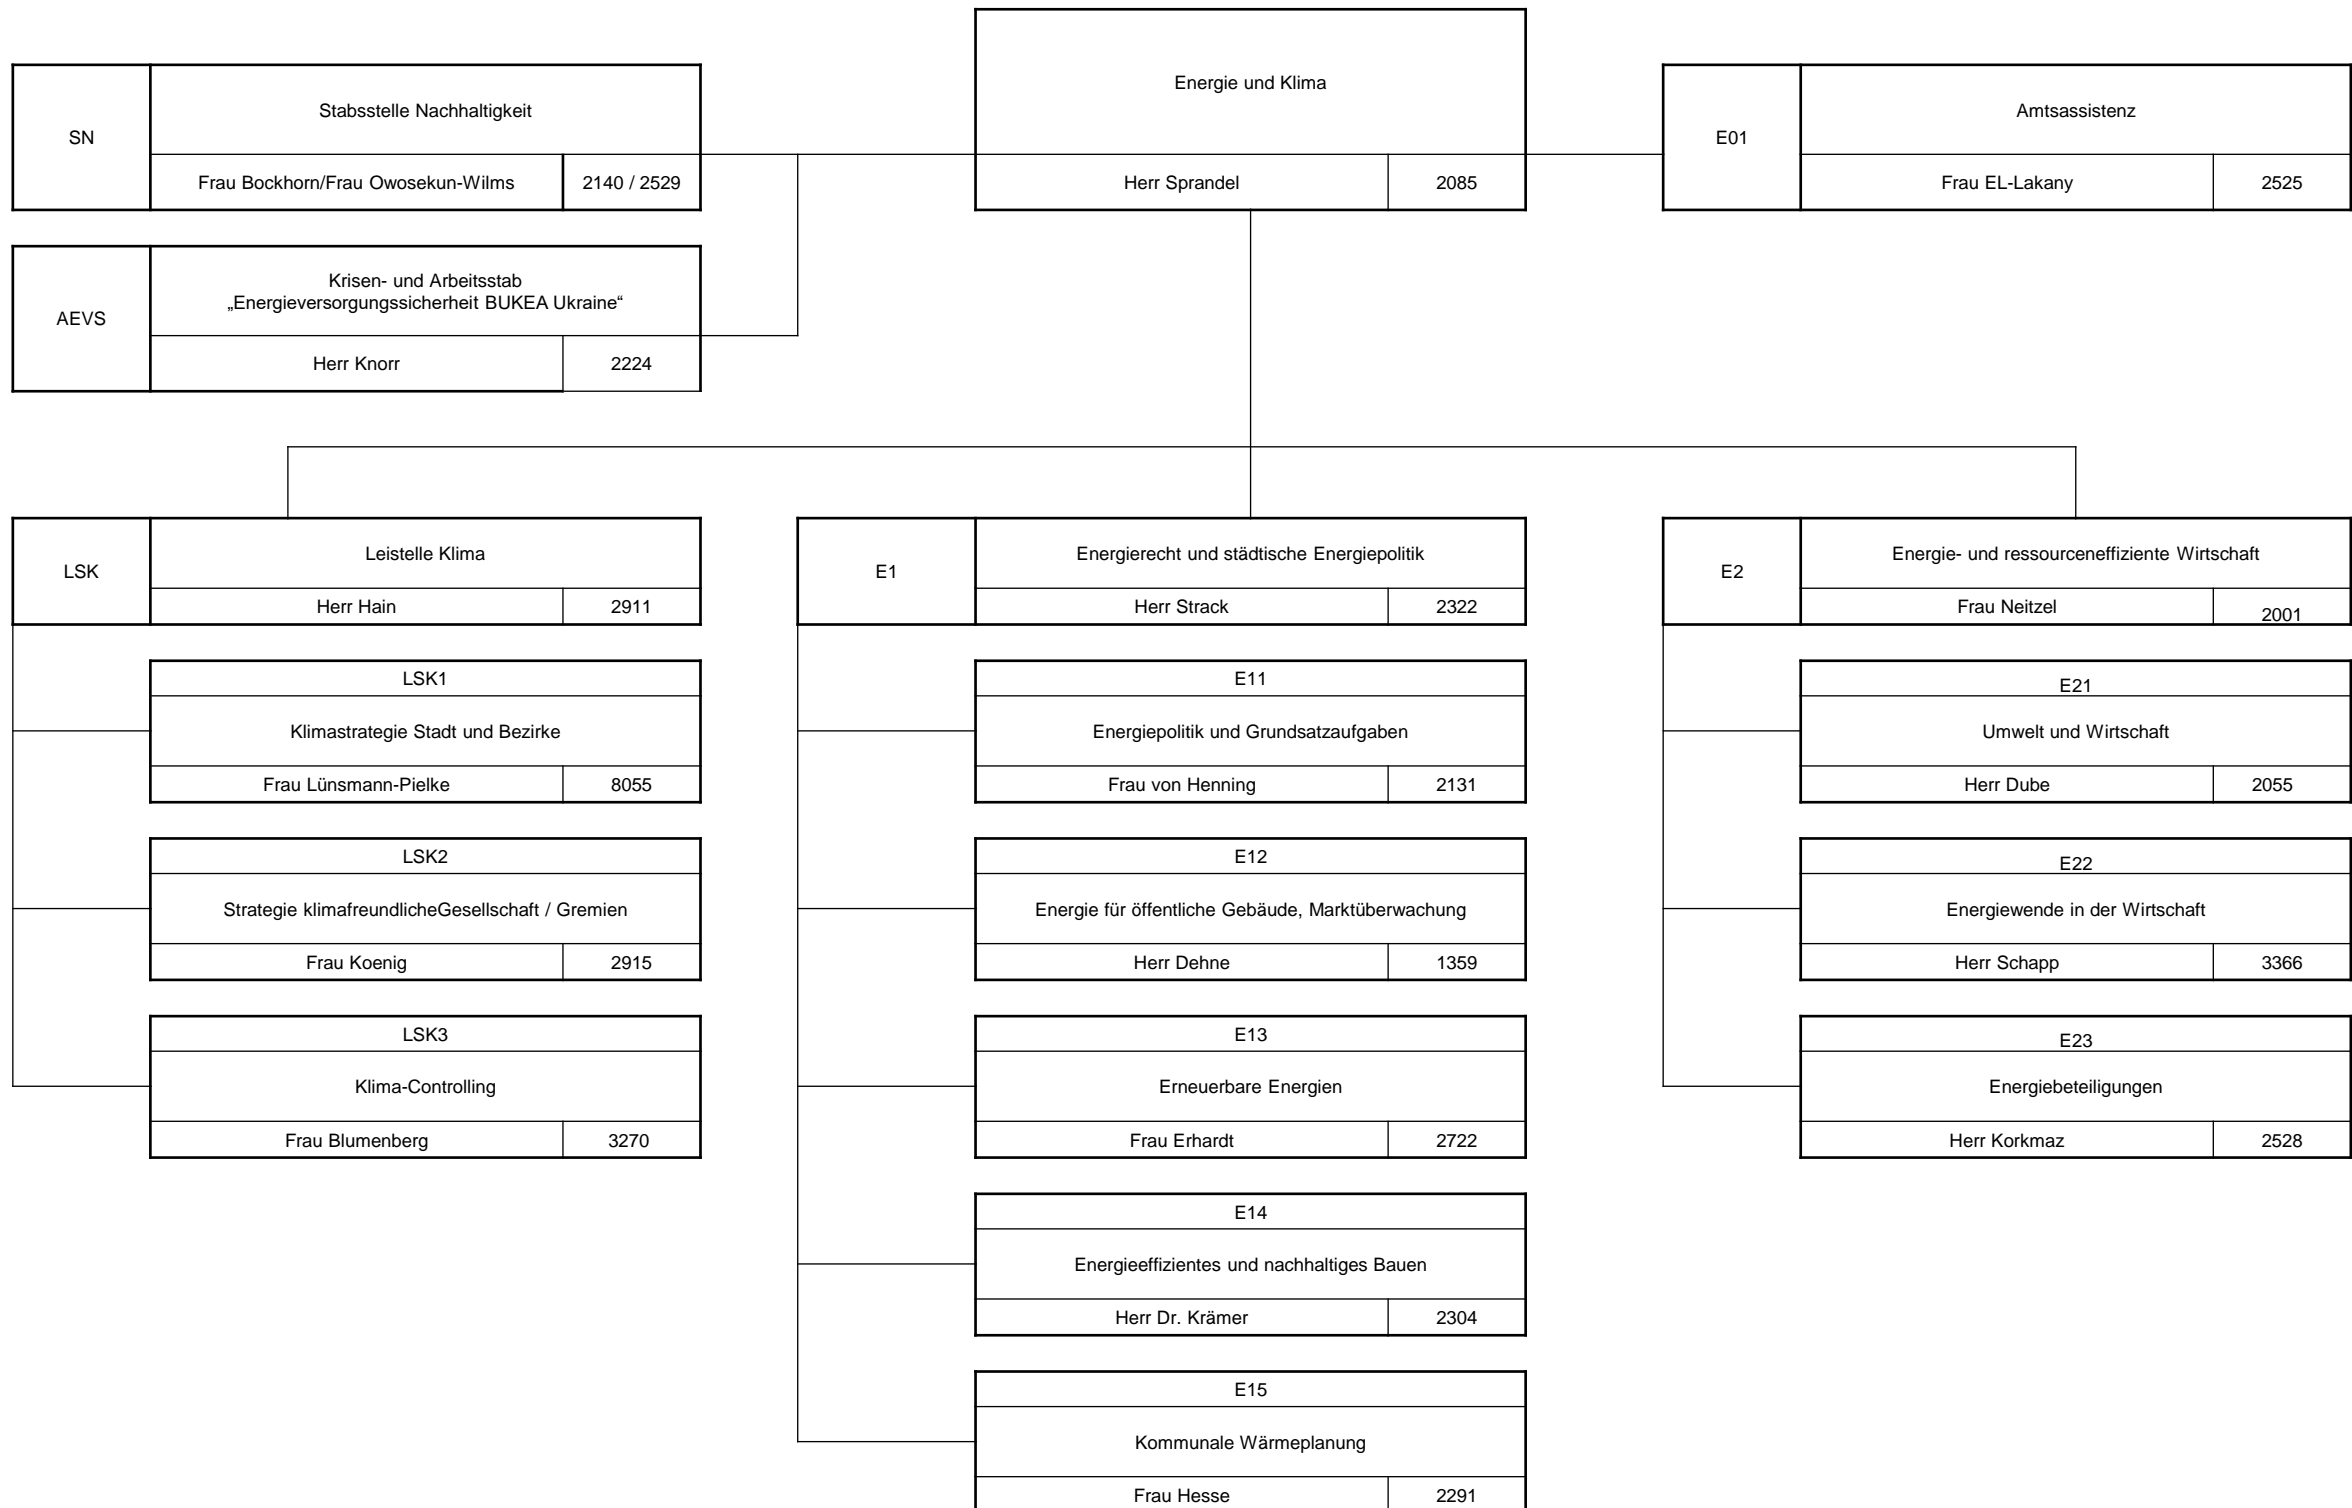 Energie und Klima
Herr Sprandel 2085
SN
Stabsstelle Nachhaltigkeit
Frau Bockhorn/Frau Owosekun-Wilms 2140 / 2529
E01
Amtsassistenz
Frau EL-Lakany 2525
AEVS
Krisen- und Arbeitsstab
„Energieversorgungssicherheit BUKEA Ukraine“
Herr Knorr 2224
LSK
Leistelle Klima
Herr Hain 2911
LSK1
Klimastrategie Stadt und Bezirke
Frau Lünsmann-Pielke 8055
LSK2
Strategie klimafreundlicheGesellschaft / Gremien
Frau Koenig 2915
LSK3
Klima-Controlling
Frau Blumenberg 3270
E1
Energierecht und städtische Energiepolitik
Herr Strack 2322
E11
Energiepolitik und Grundsatzaufgaben
Frau von Henning 2131
E12
Energie für öffentliche Gebäude, Marktüberwachung
Herr Dehne 1359
E13
Erneuerbare Energien
Frau Erhardt 2722
E14
Energieeffizientes und nachhaltiges Bauen
Herr Dr. Krämer 2304
E15
Kommunale Wärmeplanung
Frau Hesse 2291
E2
Energie- und ressourceneffiziente Wirtschaft
Frau Neitzel 2001
E21
Umwelt und Wirtschaft
Herr Dube 2055
E22
Energiewende in der Wirtschaft
Herr Schapp 3366
E23
Energiebeteiligungen
Herr Korkmaz 2528